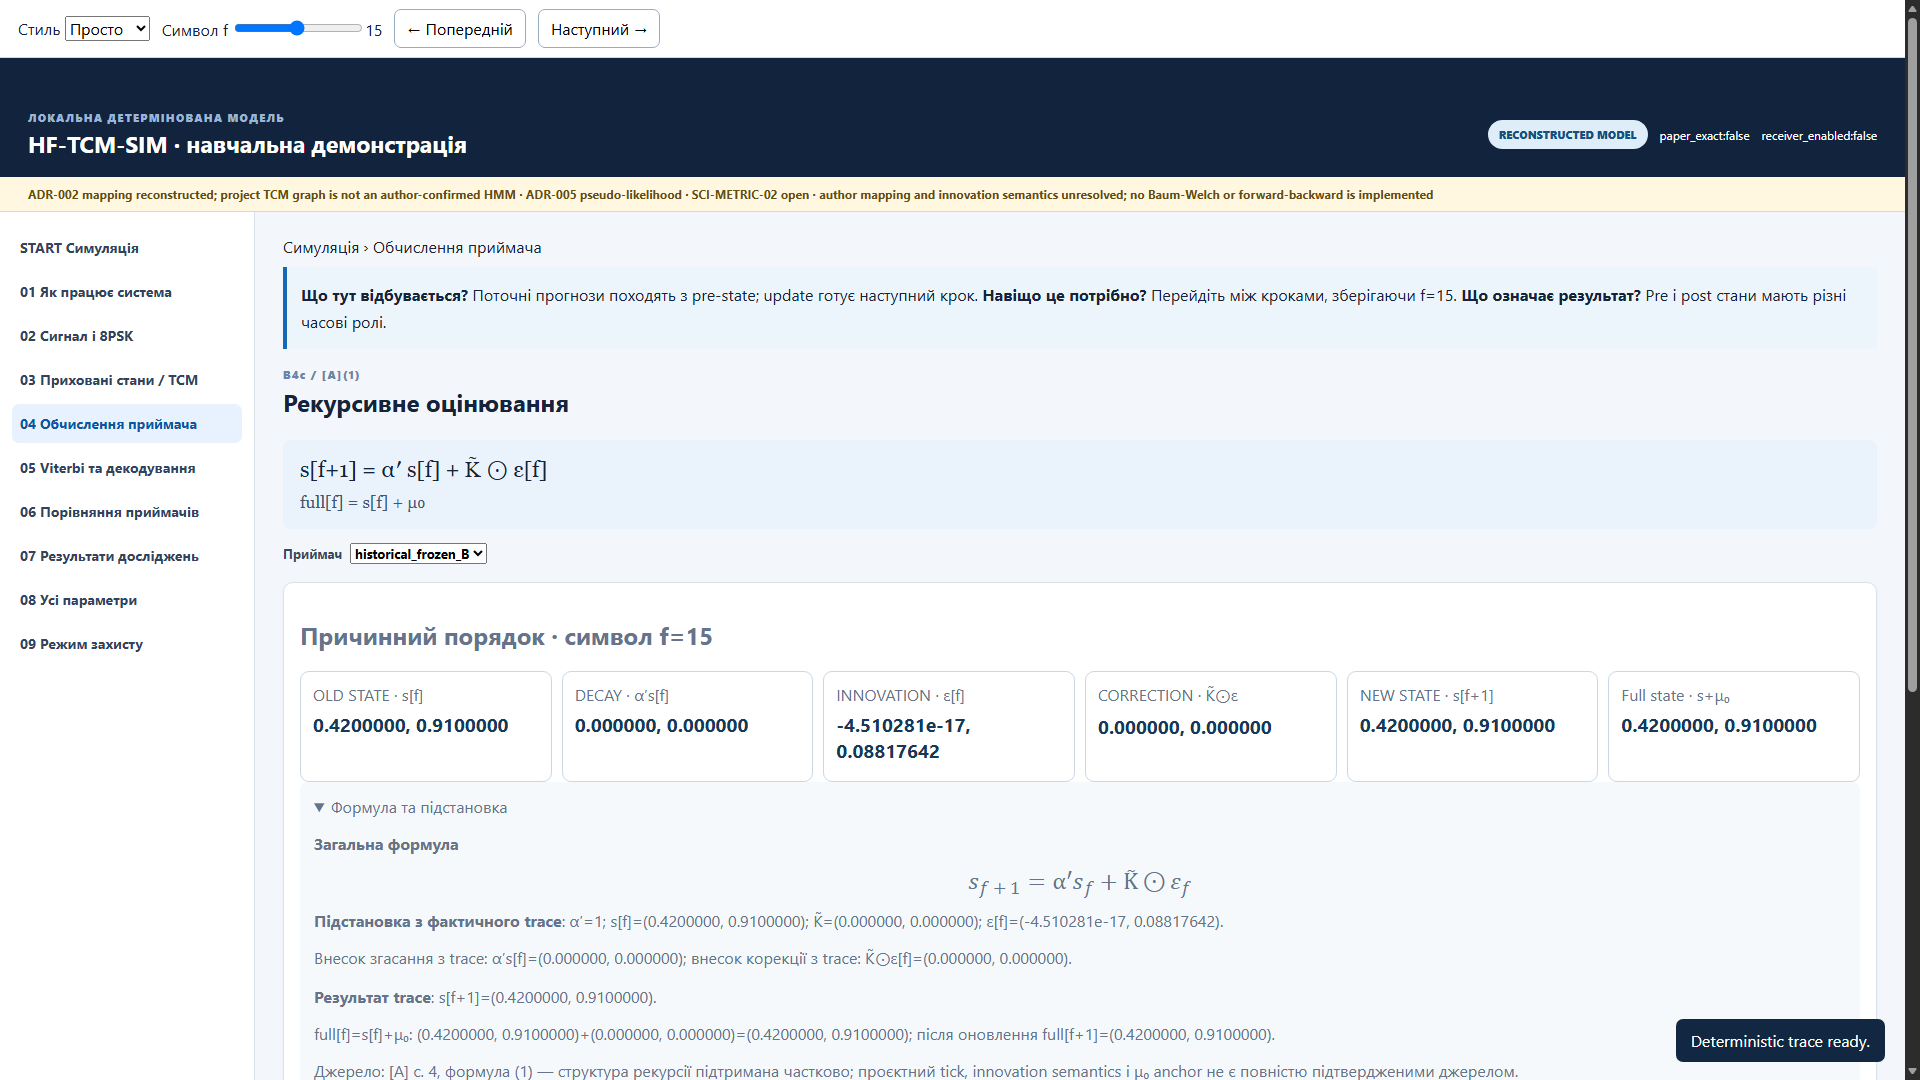 Стиль Просто Символ f 15 ← Попередній Наступний →
ЛОКАЛЬНА ДЕТЕРМІНОВАНА МОДЕЛЬ
HF-TCM-SIM · навчальна демонстрація
RECONSTRUCTED MODEL paper_exact:false receiver_enabled:false
ADR-002 mapping reconstructed; project TCM graph is not an author-confirmed HMM · ADR-005 pseudo-likelihood · SCI-METRIC-02 open · author mapping and innovation semantics unresolved; no Baum-Welch or forward-backward is implemented
START Симуляція
01 Як працює система
02 Сигнал і 8PSK
03 Приховані стани / TCM
04 Обчислення приймача
05 Viterbi та декодування
06 Порівняння приймачів
07 Результати досліджень
08 Усі параметри
09 Режим захисту
Симуляція › Обчислення приймача
Що тут відбувається? Поточні прогнози походять з pre-state; update готує наступний крок. Навіщо це потрібно? Перейдіть між кроками, зберігаючи f=15. Що означає результат? Pre і post стани мають різні
часові ролі.
B4c / [A](1)
Рекурсивне оцінювання
s[f+1] = α′ s[f] + K̃ ⊙ ε[f]
full[f] = s[f] + μ₀
Приймач historical_frozen_B
Причинний порядок · символ f=15
OLD STATE · s[f]
0.4200000, 0.9100000
DECAY · α′s[f]
0.000000, 0.000000
INNOVATION · ε[f]
-4.510281e-17,
0.08817642
CORRECTION · K̃⊙ε
0.000000, 0.000000
NEW STATE · s[f+1]
0.4200000, 0.9100000
Full state · s+μ₀
0.4200000, 0.9100000
▼ Формула та підстановка
Загальна формула
s_{f+1} = α′s_f + K̃ ⊙ ε_f
Підстановка з фактичного trace: α′=1; s[f]=(0.4200000, 0.9100000); K̃=(0.000000, 0.000000); ε[f]=(-4.510281e-17, 0.08817642).
Внесок згасання з trace: α′s[f]=(0.000000, 0.000000); внесок корекції з trace: K̃⊙ε[f]=(0.000000, 0.000000).
Результат trace: s[f+1]=(0.4200000, 0.9100000).
full[f]=s[f]+μ₀: (0.4200000, 0.9100000)+(0.000000, 0.000000)=(0.4200000, 0.9100000); після оновлення full[f+1]=(0.4200000, 0.9100000).
Джерело: [A] с. 4, формула (1) — структура рекурсії підтримана частково; проєктний tick, innovation semantics і μ₀ anchor не є повністю підтвердженими джерелом.
Deterministic trace ready.